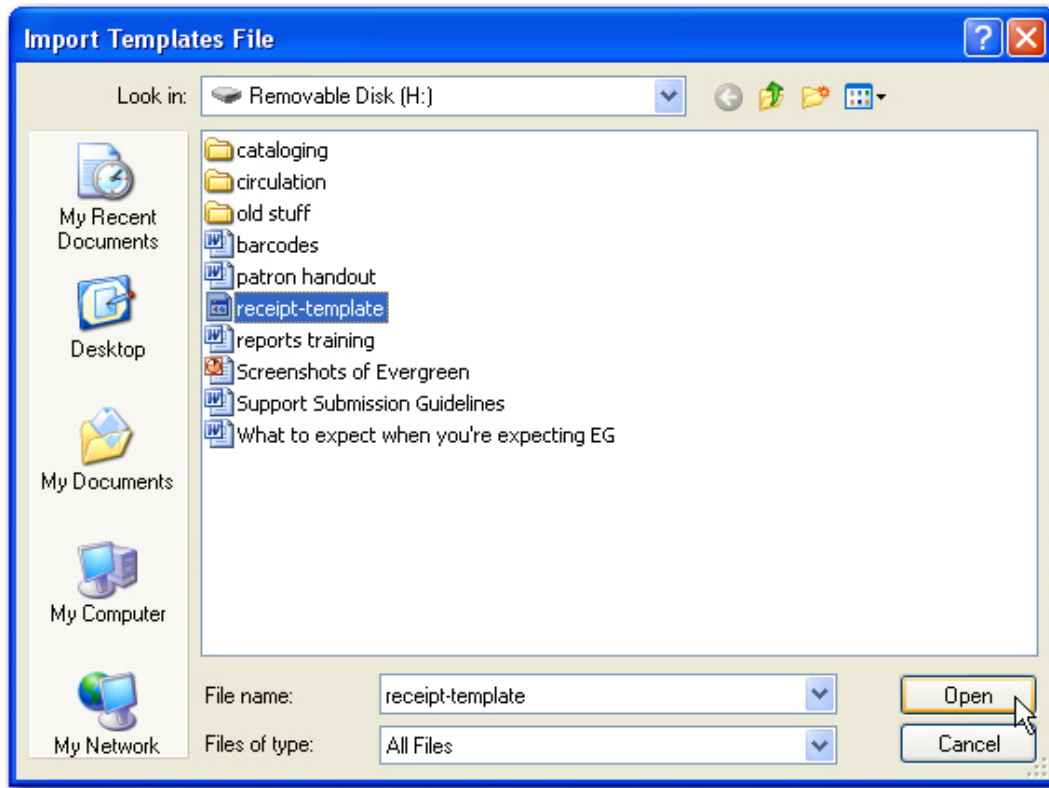 Import Templates File
Look in:
Removable Disk (H:)
My Recent
Documents
Desktop
My Documents
My Computer
My Network
cataloging
circulation
old stuff
barcodes
patron handout
receipt-template
reports training
Screenshots of Evergreen
Support Submission Guidelines
What to expect when you're expecting EG
File name:
receipt-template
Open
Files of type:
All Files
Cancel